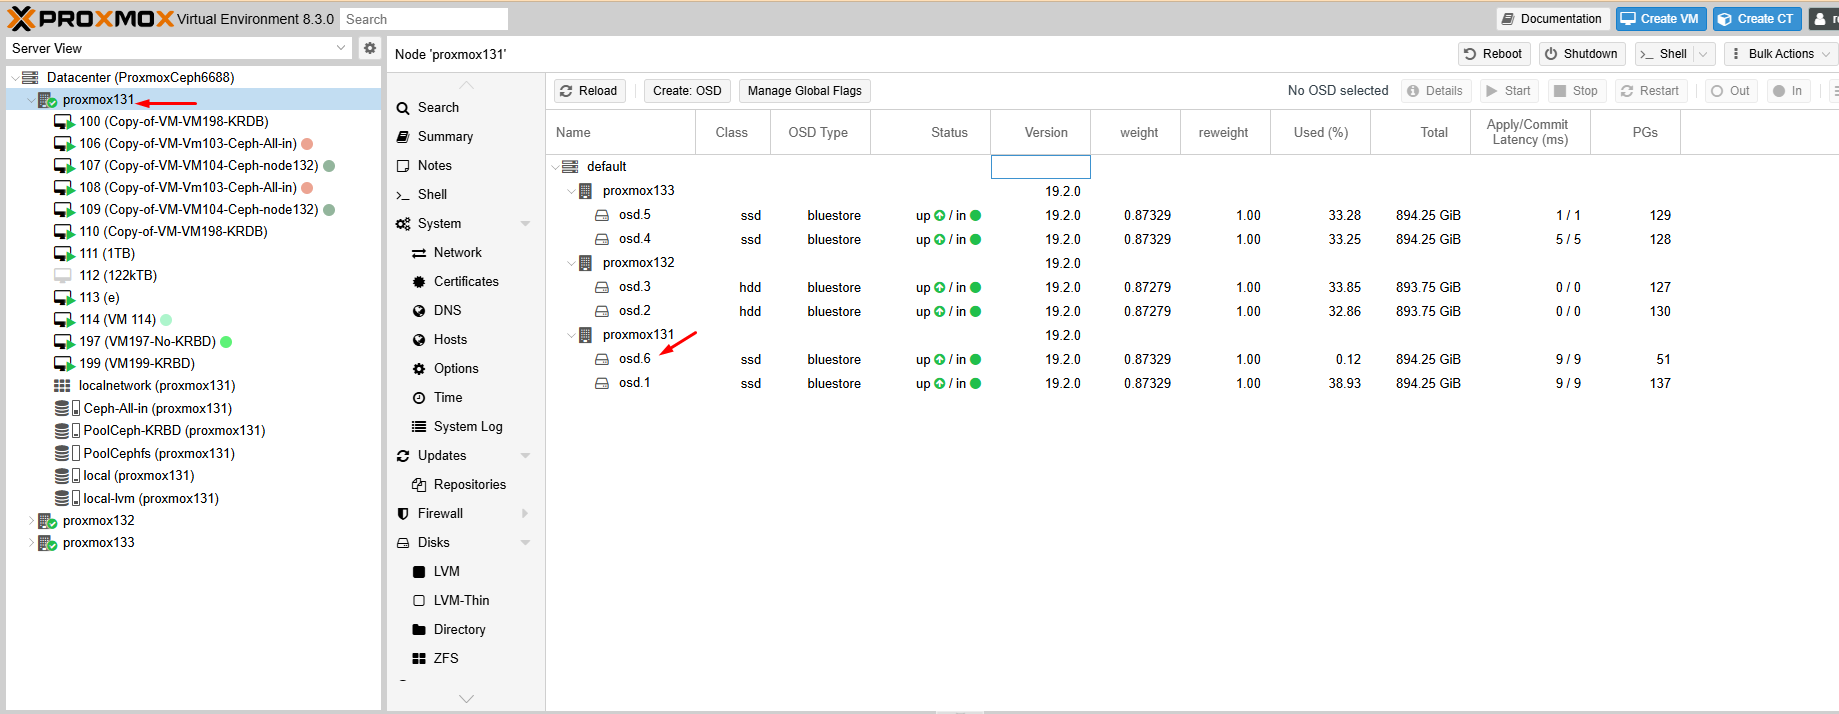 PROXMOX Virtual Environment 8.3.0 Search Documentation Create VM Create CT
Server View
Node 'proxmox131' Reboot Shutdown >_ Shell Bulk Actions
Datacenter (ProxmoxCeph6688)
proxmox131
100 (Copy-of-VM-VM198-KRDB)
106 (Copy-of-VM-Vm103-Ceph-All-in)
107 (Copy-of-VM-VM104-Ceph-node132)
108 (Copy-of-VM-Vm103-Ceph-All-in)
109 (Copy-of-VM-VM104-Ceph-node132)
110 (Copy-of-VM-VM198-KRDB)
111 (1TB)
112 (122kTB)
113 (e)
114 (VM 114)
197 (VM197-No-KRBD)
199 (VM199-KRBD)
localnetwork (proxmox131)
Ceph-All-in (proxmox131)
PoolCeph-KRBD (proxmox131)
PoolCephfs (proxmox131)
local (proxmox131)
local-lvm (proxmox131)
proxmox132
proxmox133
Search
Summary
Notes
>_ Shell
System
Network
Certificates
DNS
Hosts
Options
Time
System Log
Updates
Repositories
Firewall
Disks
LVM
LVM-Thin
Directory
ZFS
Reload Create: OSD Manage Global Flags No OSD selected Details Start Stop Restart Out In
Name Class OSD Type Status Version weight reweight Used (%) Total Apply/Commit Latency (ms) PGs
default
proxmox133 19.2.0
osd.5 ssd bluestore up / in 19.2.0 0.87329 1.00 33.28 894.25 GiB 1 / 1 129
osd.4 ssd bluestore up / in 19.2.0 0.87329 1.00 33.25 894.25 GiB 5 / 5 128
proxmox132 19.2.0
osd.3 hdd bluestore up / in 19.2.0 0.87279 1.00 33.85 893.75 GiB 0 / 0 127
osd.2 hdd bluestore up / in 19.2.0 0.87279 1.00 32.86 893.75 GiB 0 / 0 130
proxmox131 19.2.0
osd.6 ssd bluestore up / in 19.2.0 0.87329 1.00 0.12 894.25 GiB 9 / 9 51
osd.1 ssd bluestore up / in 19.2.0 0.87329 1.00 38.93 894.25 GiB 9 / 9 137